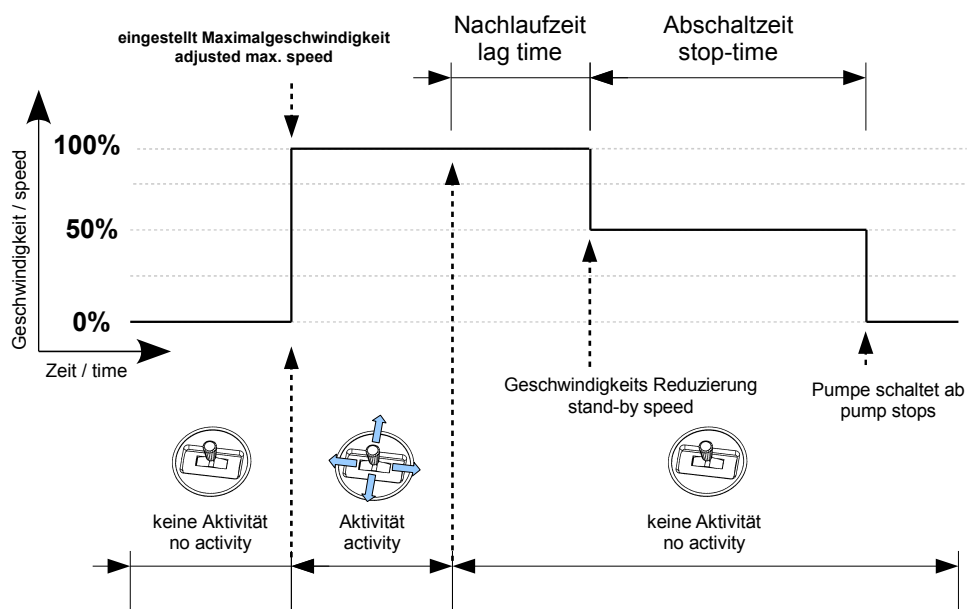 eingestellt Maximalgeschwindigkeit
adjusted max. speed
Nachlaufzeit
lag time
Abschaltzeit
stop-time
Geschwindigkeit / speed
100%
50%
0%
Zeit / time
Geschwindigkeits Reduzierung
stand-by speed
Pumpe schaltet ab
pump stops
keine Aktivität
no activity
Aktivität
activity
keine Aktivität
no activity